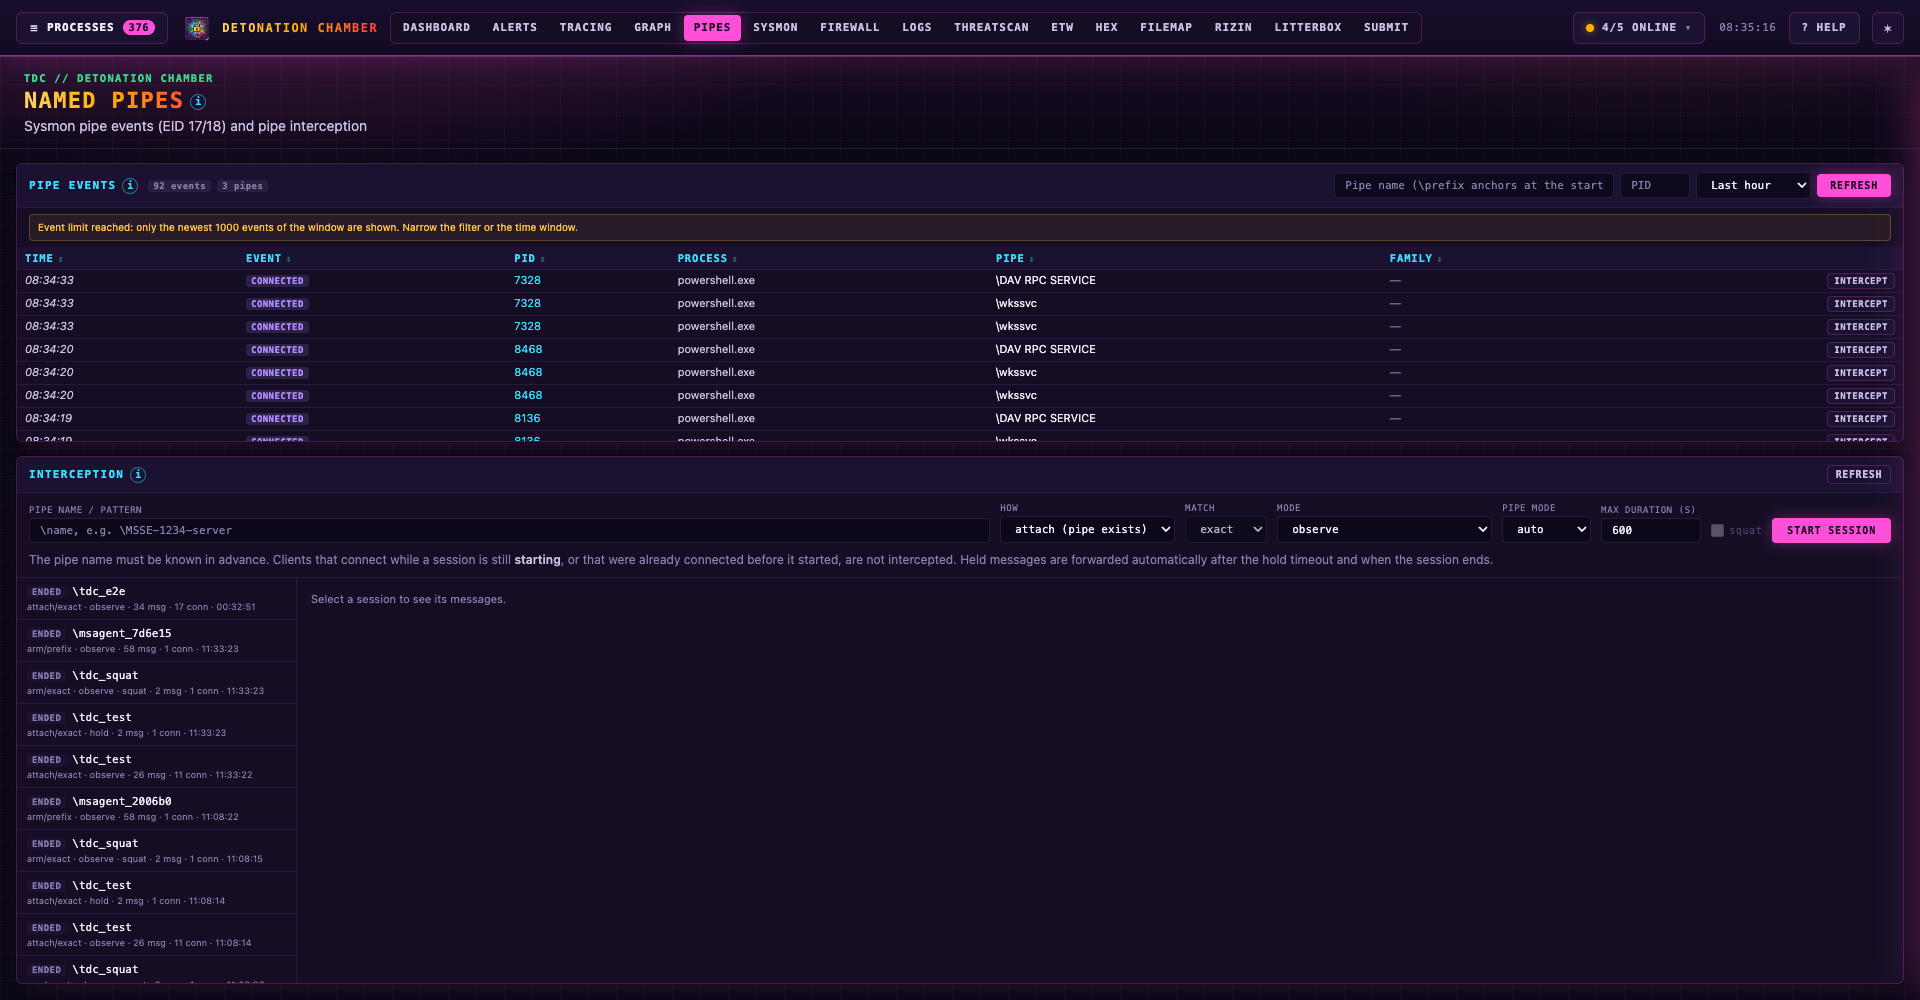 ≡ PROCESSES 376
DETONATION CHAMBER
DASHBOARD ALERTS TRACING GRAPH PIPES SYSMON FIREWALL LOGS THREATSCAN ETW HEX FILEMAP RIZIN LITTERBOX SUBMIT
4/5 ONLINE ▾ 08:35:16 ? HELP ✶
TDC // DETONATION CHAMBER
NAMED PIPES i
Sysmon pipe events (EID 17/18) and pipe interception
PIPE EVENTS i 92 events 3 pipes Pipe name (\prefix anchors at the start PID Last hour REFRESH
Event limit reached: only the newest 1000 events of the window are shown. Narrow the filter or the time window.
TIME ↕ EVENT ↕ PID ↕ PROCESS ↕ PIPE ↕ FAMILY ↕
08:34:33 CONNECTED 7328 powershell.exe \DAV RPC SERVICE — INTERCEPT
08:34:33 CONNECTED 7328 powershell.exe \wkssvc — INTERCEPT
08:34:33 CONNECTED 7328 powershell.exe \wkssvc — INTERCEPT
08:34:20 CONNECTED 8468 powershell.exe \DAV RPC SERVICE — INTERCEPT
08:34:20 CONNECTED 8468 powershell.exe \wkssvc — INTERCEPT
08:34:20 CONNECTED 8468 powershell.exe \wkssvc — INTERCEPT
08:34:19 CONNECTED 8136 powershell.exe \DAV RPC SERVICE — INTERCEPT
08:34:19 CONNECTED 8136 powershell.exe \wkssvc — INTERCEPT
INTERCEPTION i REFRESH
PIPE NAME / PATTERN HOW MATCH MODE PIPE MODE MAX DURATION (S)
\name, e.g. \MSSE-1234-server attach (pipe exists) exact observe auto 600 squat START SESSION
The pipe name must be known in advance. Clients that connect while a session is still starting, or that were already connected before it started, are not intercepted. Held messages are forwarded automatically after the hold timeout and when the session ends.
ENDED \tdc_e2e
attach/exact · observe · 34 msg · 17 conn · 00:32:51
Select a session to see its messages.
ENDED \msagent_7d6e15
arm/prefix · observe · 58 msg · 1 conn · 11:33:23
ENDED \tdc_squat
arm/exact · observe · squat · 2 msg · 1 conn · 11:33:23
ENDED \tdc_test
attach/exact · hold · 2 msg · 1 conn · 11:33:23
ENDED \tdc_test
attach/exact · observe · 26 msg · 11 conn · 11:33:22
ENDED \msagent_2006b0
arm/prefix · observe · 58 msg · 1 conn · 11:08:22
ENDED \tdc_squat
arm/exact · observe · squat · 2 msg · 1 conn · 11:08:15
ENDED \tdc_test
attach/exact · hold · 2 msg · 1 conn · 11:08:14
ENDED \tdc_test
attach/exact · observe · 26 msg · 11 conn · 11:08:14
ENDED \tdc_squat